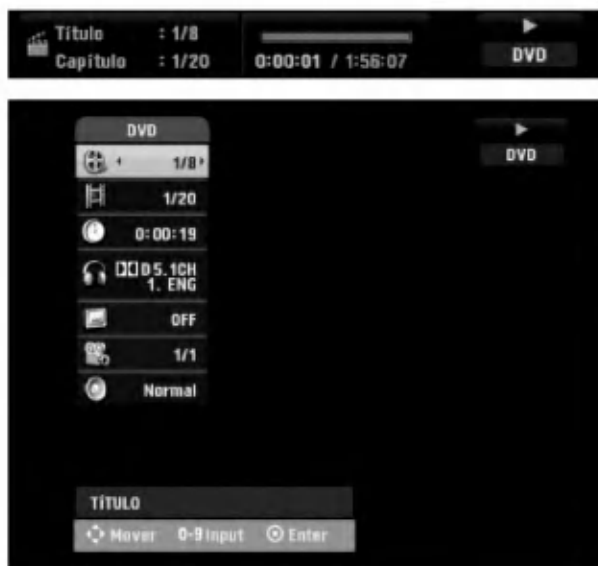 Título : 1/8
Capítulo : 1/20
0:00:01 / 1:56:07
DVD
DVD
1/8
DVD
1/20
0:00:19
D 5.1CH
1. ENG
OFF
1/1
Normal
TÍTULO
Mover 0-9 Input Enter